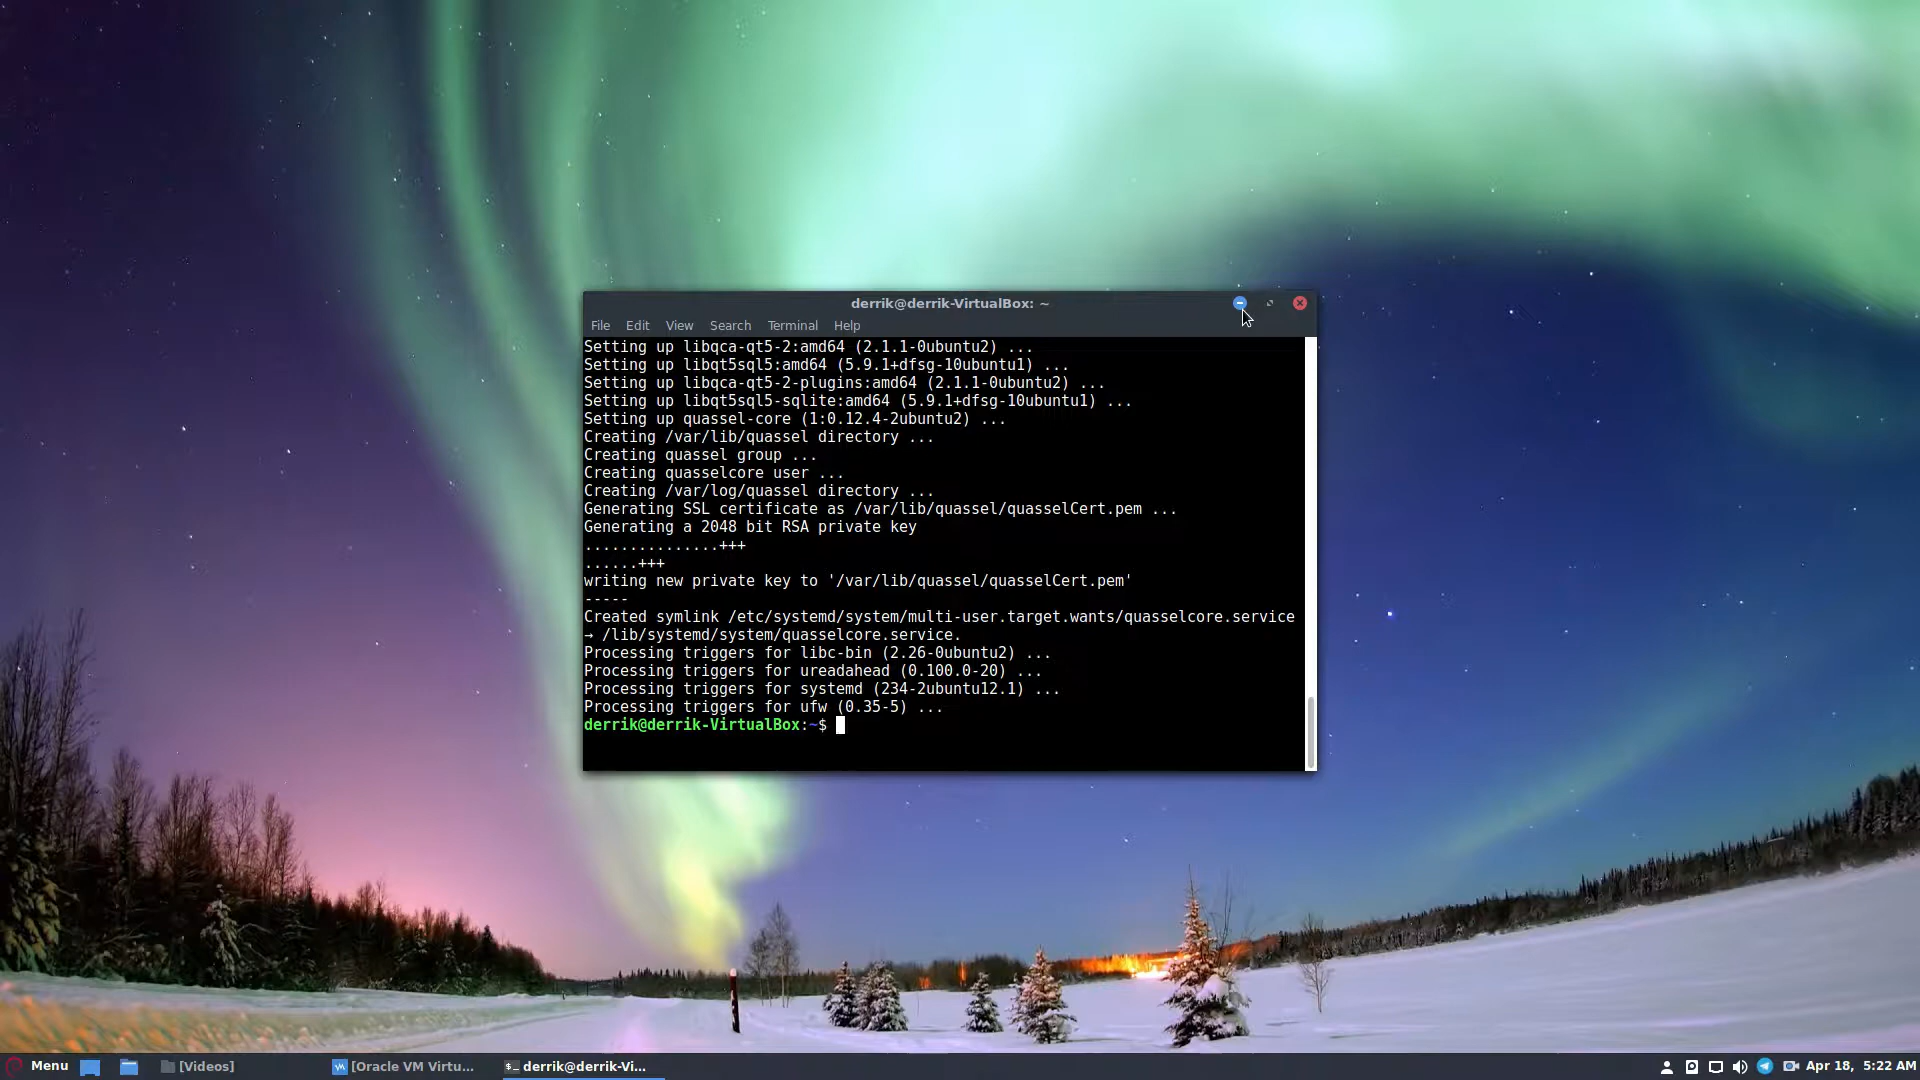 derrik@derrik-VirtualBox: ~
File Edit View Search Terminal Help
Setting up libqca-qt5-2:amd64 (2.1.1-0ubuntu2) ...
Setting up libqt5sql5:amd64 (5.9.1+dfsg-10ubuntu1) ...
Setting up libqca-qt5-2-plugins:amd64 (2.1.1-0ubuntu2) ...
Setting up libqt5sql5-sqlite:amd64 (5.9.1+dfsg-10ubuntu1) ...
Setting up quassel-core (1:0.12.4-2ubuntu2) ...
Creating /var/lib/quassel directory ...
Creating quassel group ...
Creating quasselcore user ...
Creating /var/log/quassel directory ...
Generating SSL certificate as /var/lib/quassel/quasselCert.pem ...
Generating a 2048 bit RSA private key
...............+++
......+++
writing new private key to '/var/lib/quassel/quasselCert.pem'
-----
Created symlink /etc/systemd/system/multi-user.target.wants/quasselcore.service
→ /lib/systemd/system/quasselcore.service.
Processing triggers for libc-bin (2.26-0ubuntu2) ...
Processing triggers for ureadahead (0.100.0-20) ...
Processing triggers for systemd (234-2ubuntu12.1) ...
Processing triggers for ufw (0.35-5) ...
derrik@derrik-VirtualBox:~$
Menu [Videos] [Oracle VM Virtu... derrik@derrik-Vi... Apr 18, 5:22 AM